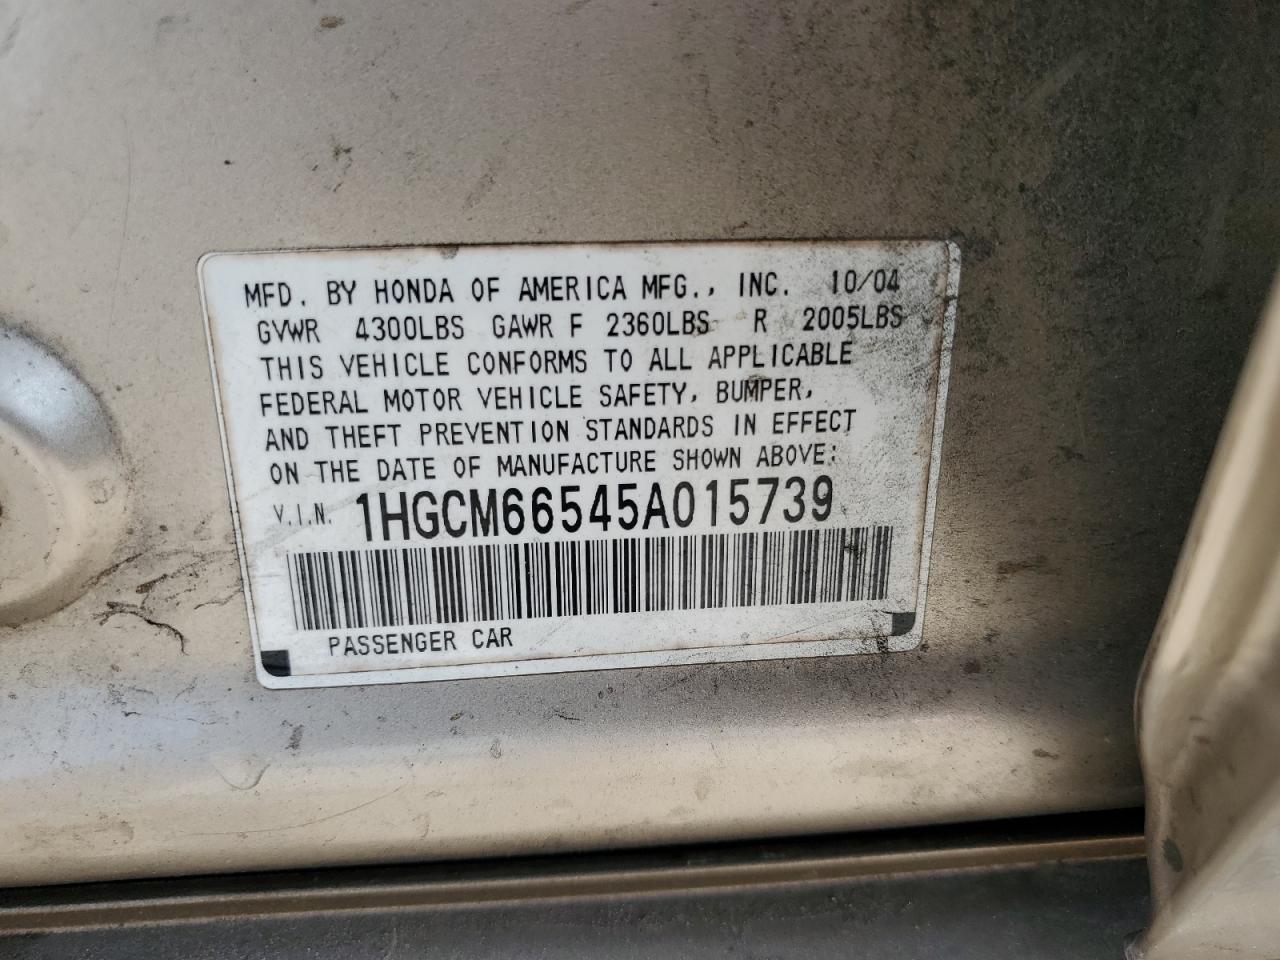 MFD. BY HONDA OF AMERICA MFG., INC. 10/04
GVWR 4300LBS GAWR F 2360LBS R 2005LBS
THIS VEHICLE CONFORMS TO ALL APPLICABLE
FEDERAL MOTOR VEHICLE SAFETY, BUMPER,
AND THEFT PREVENTION STANDARDS IN EFFECT
ON THE DATE OF MANUFACTURE SHOWN ABOVE:
V.I.N. 1HGCM66545A015739
PASSENGER CAR